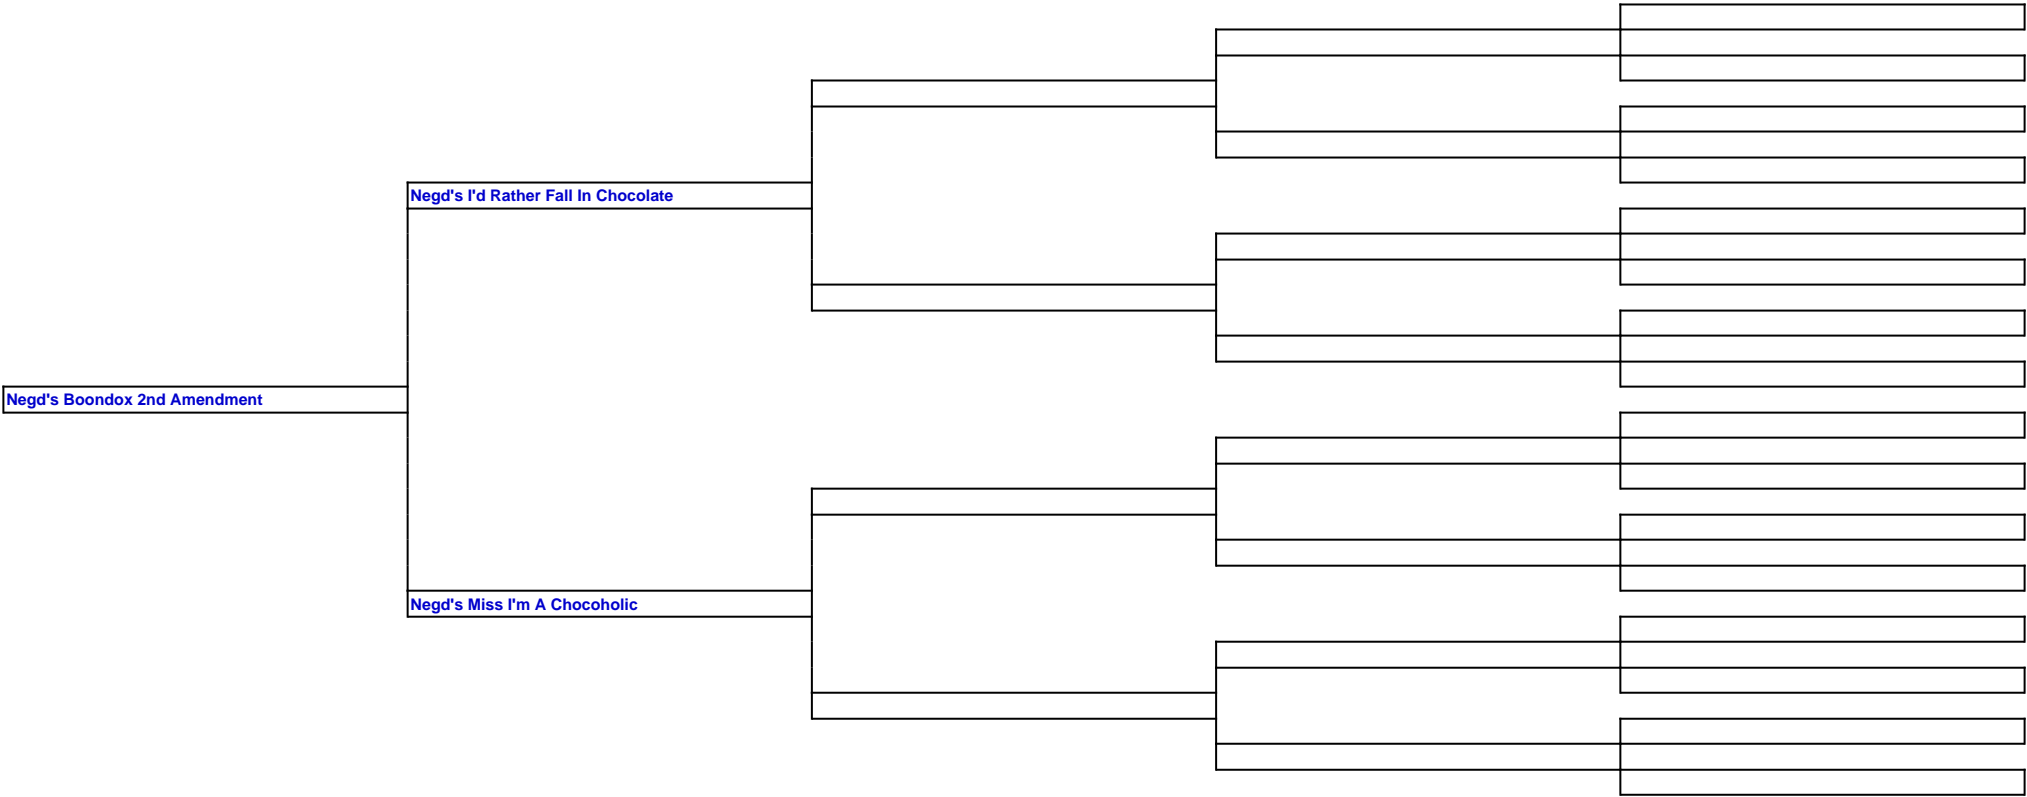 Negd's I'd Rather Fall In Chocolate
Negd's Boondox 2nd Amendment
Negd's Miss I'm A Chocoholic